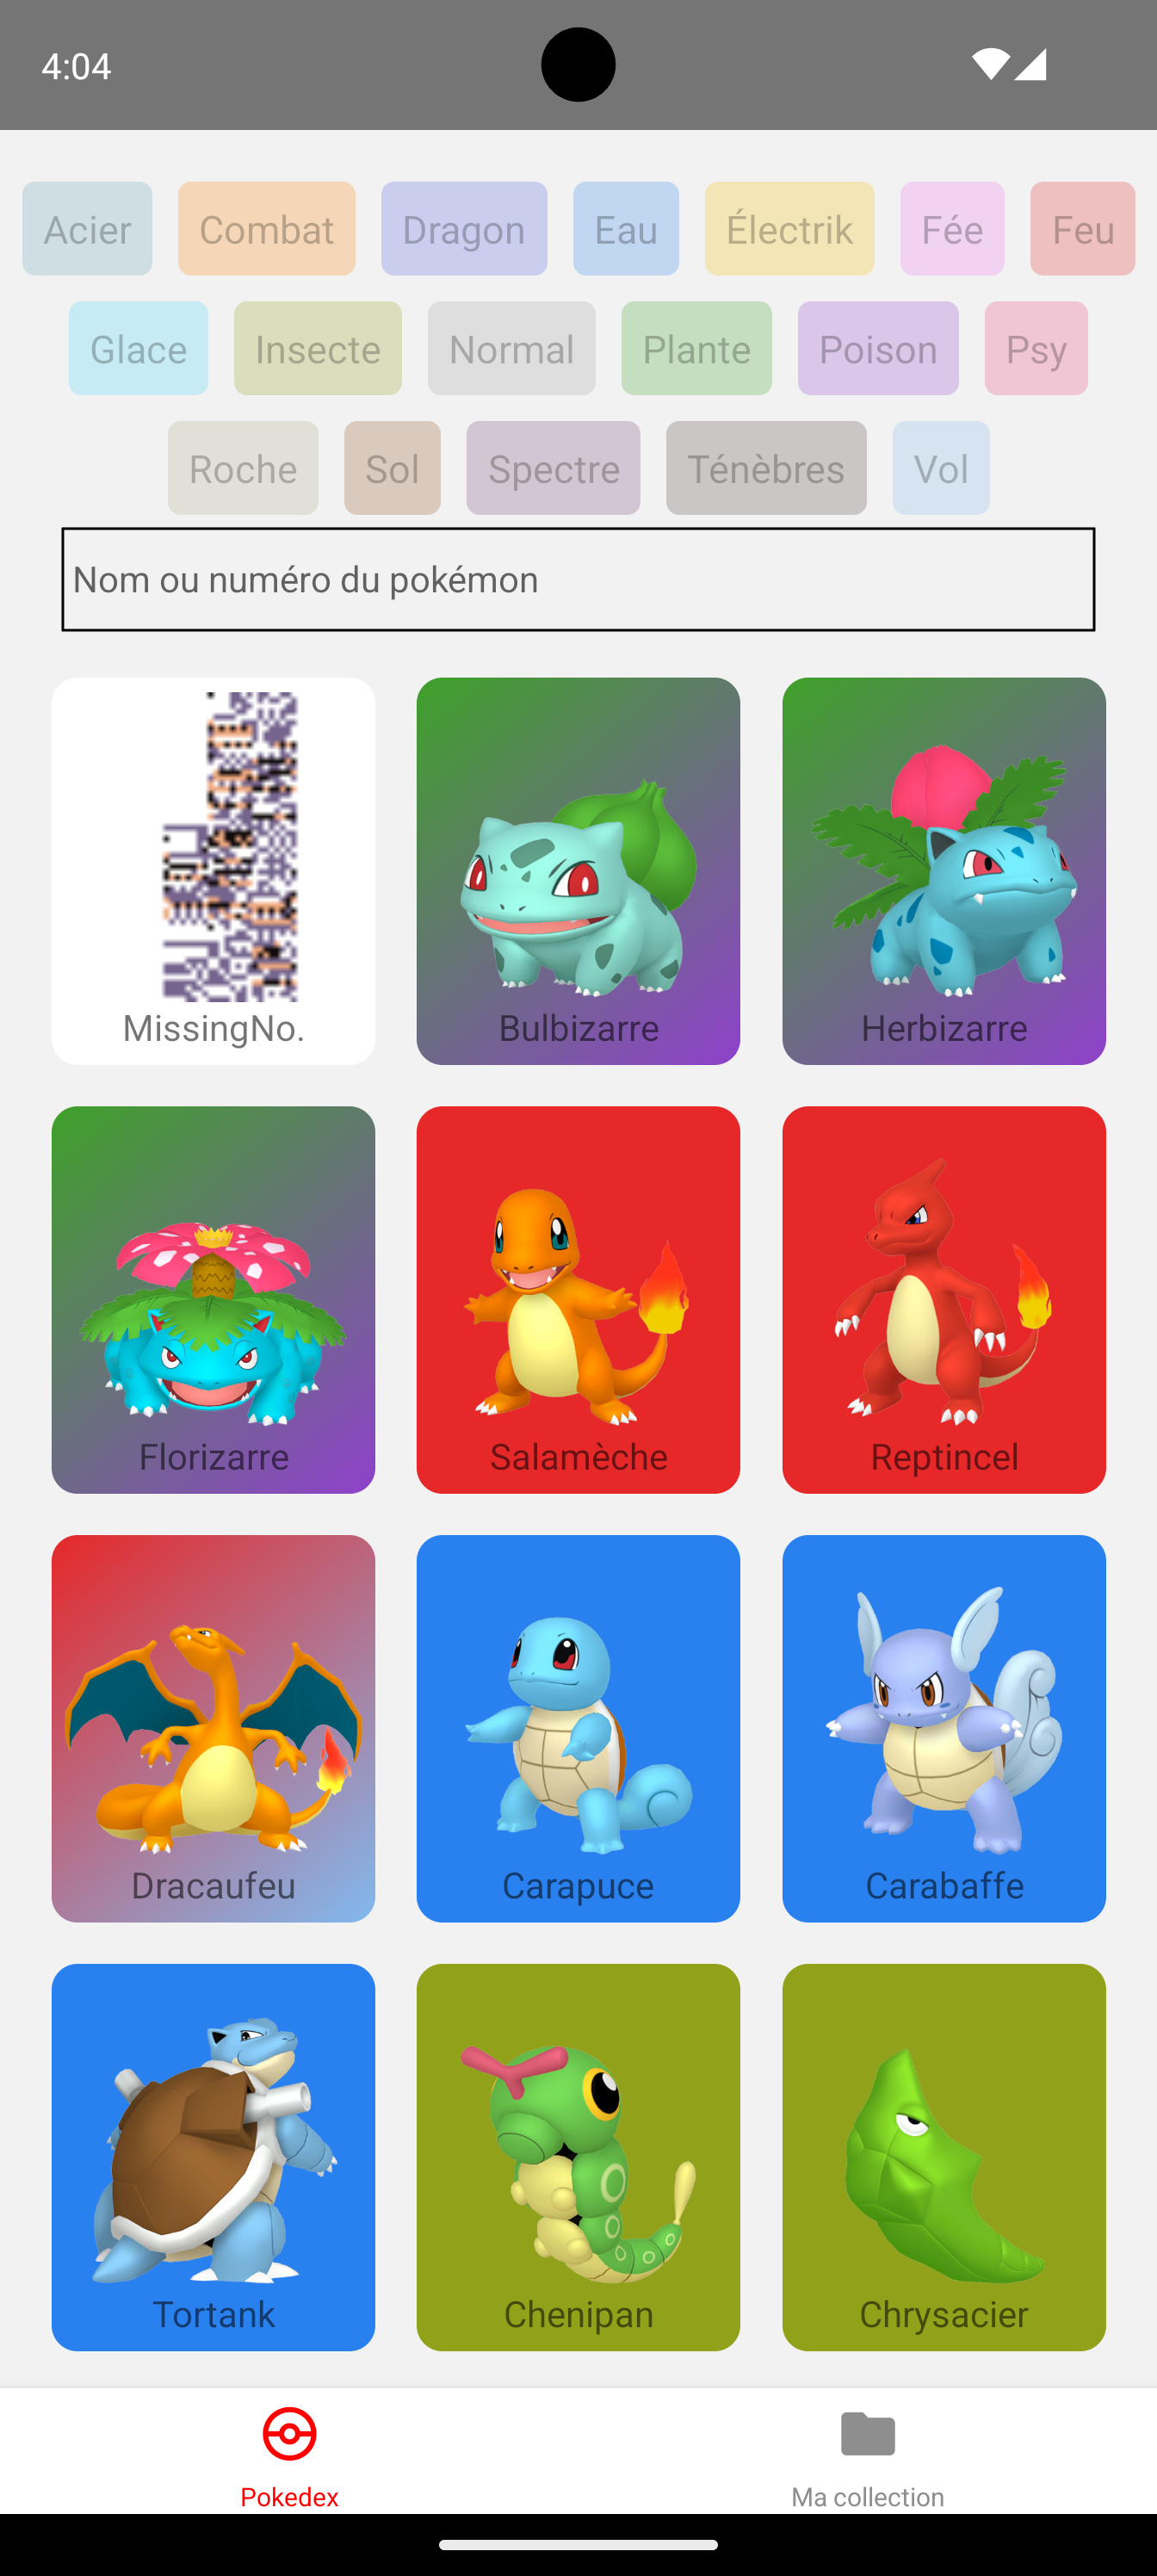 4:04
Acier Combat Dragon Eau Électrik Fée Feu
Glace Insecte Normal Plante Poison Psy
Roche Sol Spectre Ténèbres Vol
Nom ou numéro du pokémon
MissingNo. Bulbizarre Herbizarre
Florizarre Salamèche Reptincel
Dracaufeu Carapuce Carabaffe
Tortank Chenipan Chrysacier
Pokedex Ma collection